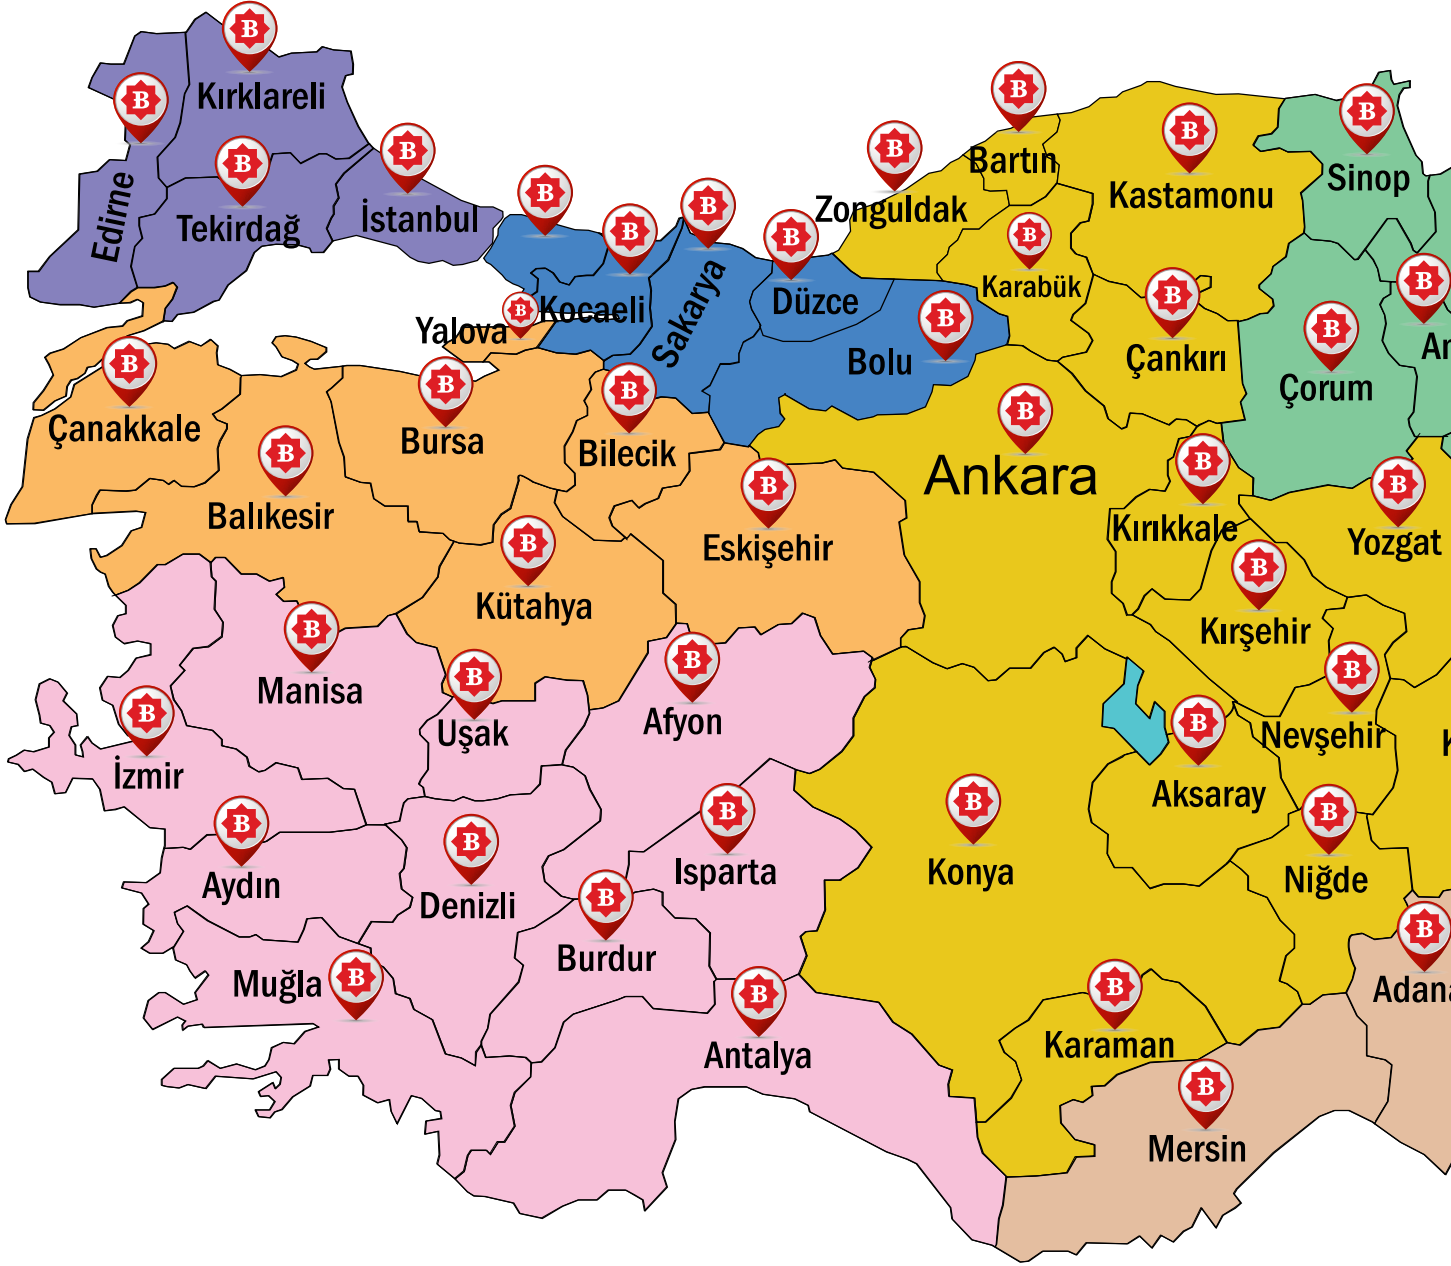 B
Kırklareli
B
Edirne
B
Tekirdağ
B
İstanbul
B
B
B
Kocaeli
B
Sakarya
B
Düzce
B
Bolu
B
Yalova
B
Zonguldak
B
Bartın
B
Kastamonu
B
Sinop
B
Karabük
B
Çankırı
B
Çorum
B
Am
B
Çanakkale
B
Balıkesir
B
Bursa
B
Bilecik
B
Eskişehir
B
Kütahya
B
Ankara
B
Kırıkkale
B
Yozgat
B
Kırşehir
B
Nevşehir
K
B
Manisa
B
Uşak
B
Afyon
B
İzmir
B
Aydın
B
Denizli
B
Isparta
B
Burdur
B
Muğla
B
Antalya
B
Konya
B
Aksaray
B
Niğde
B
Adana
B
Karaman
B
Mersin